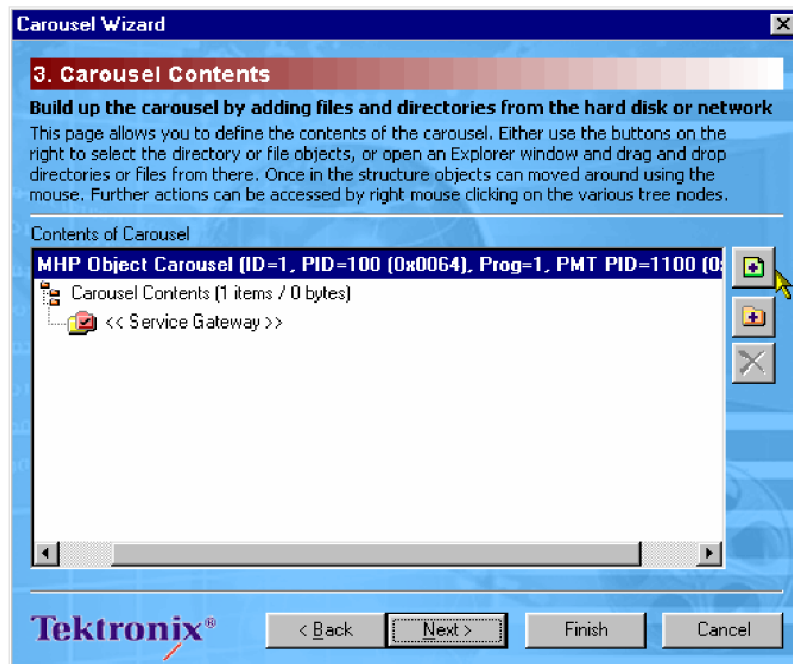 Carousel Wizard
3. Carousel Contents
Build up the carousel by adding files and directories from the hard disk or network
This page allows you to define the contents of the carousel. Either use the buttons on the
right to select the directory or file objects, or open an Explorer window and drag and drop
directories or files from there. Once in the structure objects can moved around using the
mouse. Further actions can be accessed by right mouse clicking on the various tree nodes.
Contents of Carousel
MHP Object Carousel (ID=1, PID=100 (0x0064), Prog=1, PMT PID=1100 (0
Carousel Contents (1 items / 0 bytes)
<< Service Gateway >>
Tektronix®
< Back
Next >
Finish
Cancel